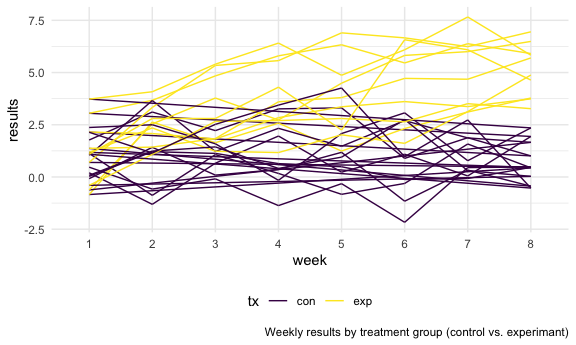 7.5
5.0
2.5
0.0
-2.5
results
1 2 3 4 5 6 7 8
week
tx con exp
Weekly results by treatment group (control vs. experimant)